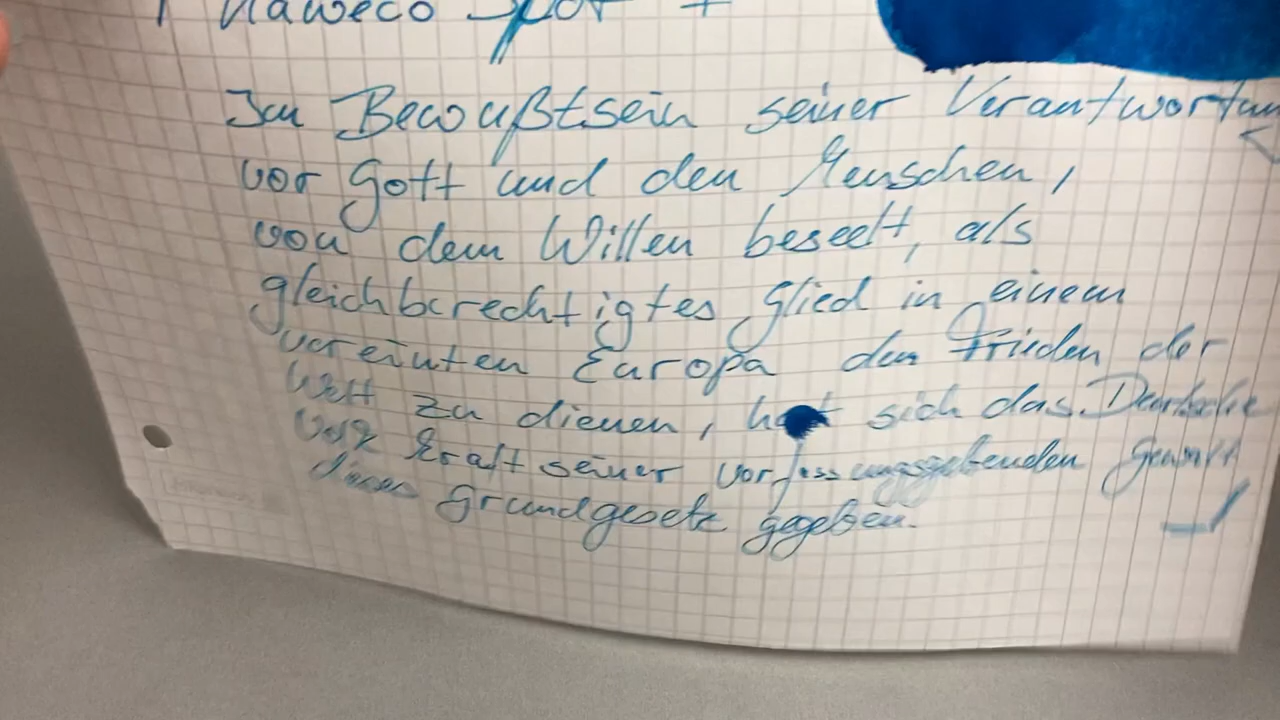 Im Bewußtsein seiner Verantwortun
vor Gott und den Menschen,
von dem Willen beseelt, als
gleichberechtigtes Glied in einem
vereinten Europa den Frieden der
Welt zu dienen, hat sich das Deutsche
Volk kraft seiner verfassungsgebenden Gewalt
dieses Grundgesetz gegeben.